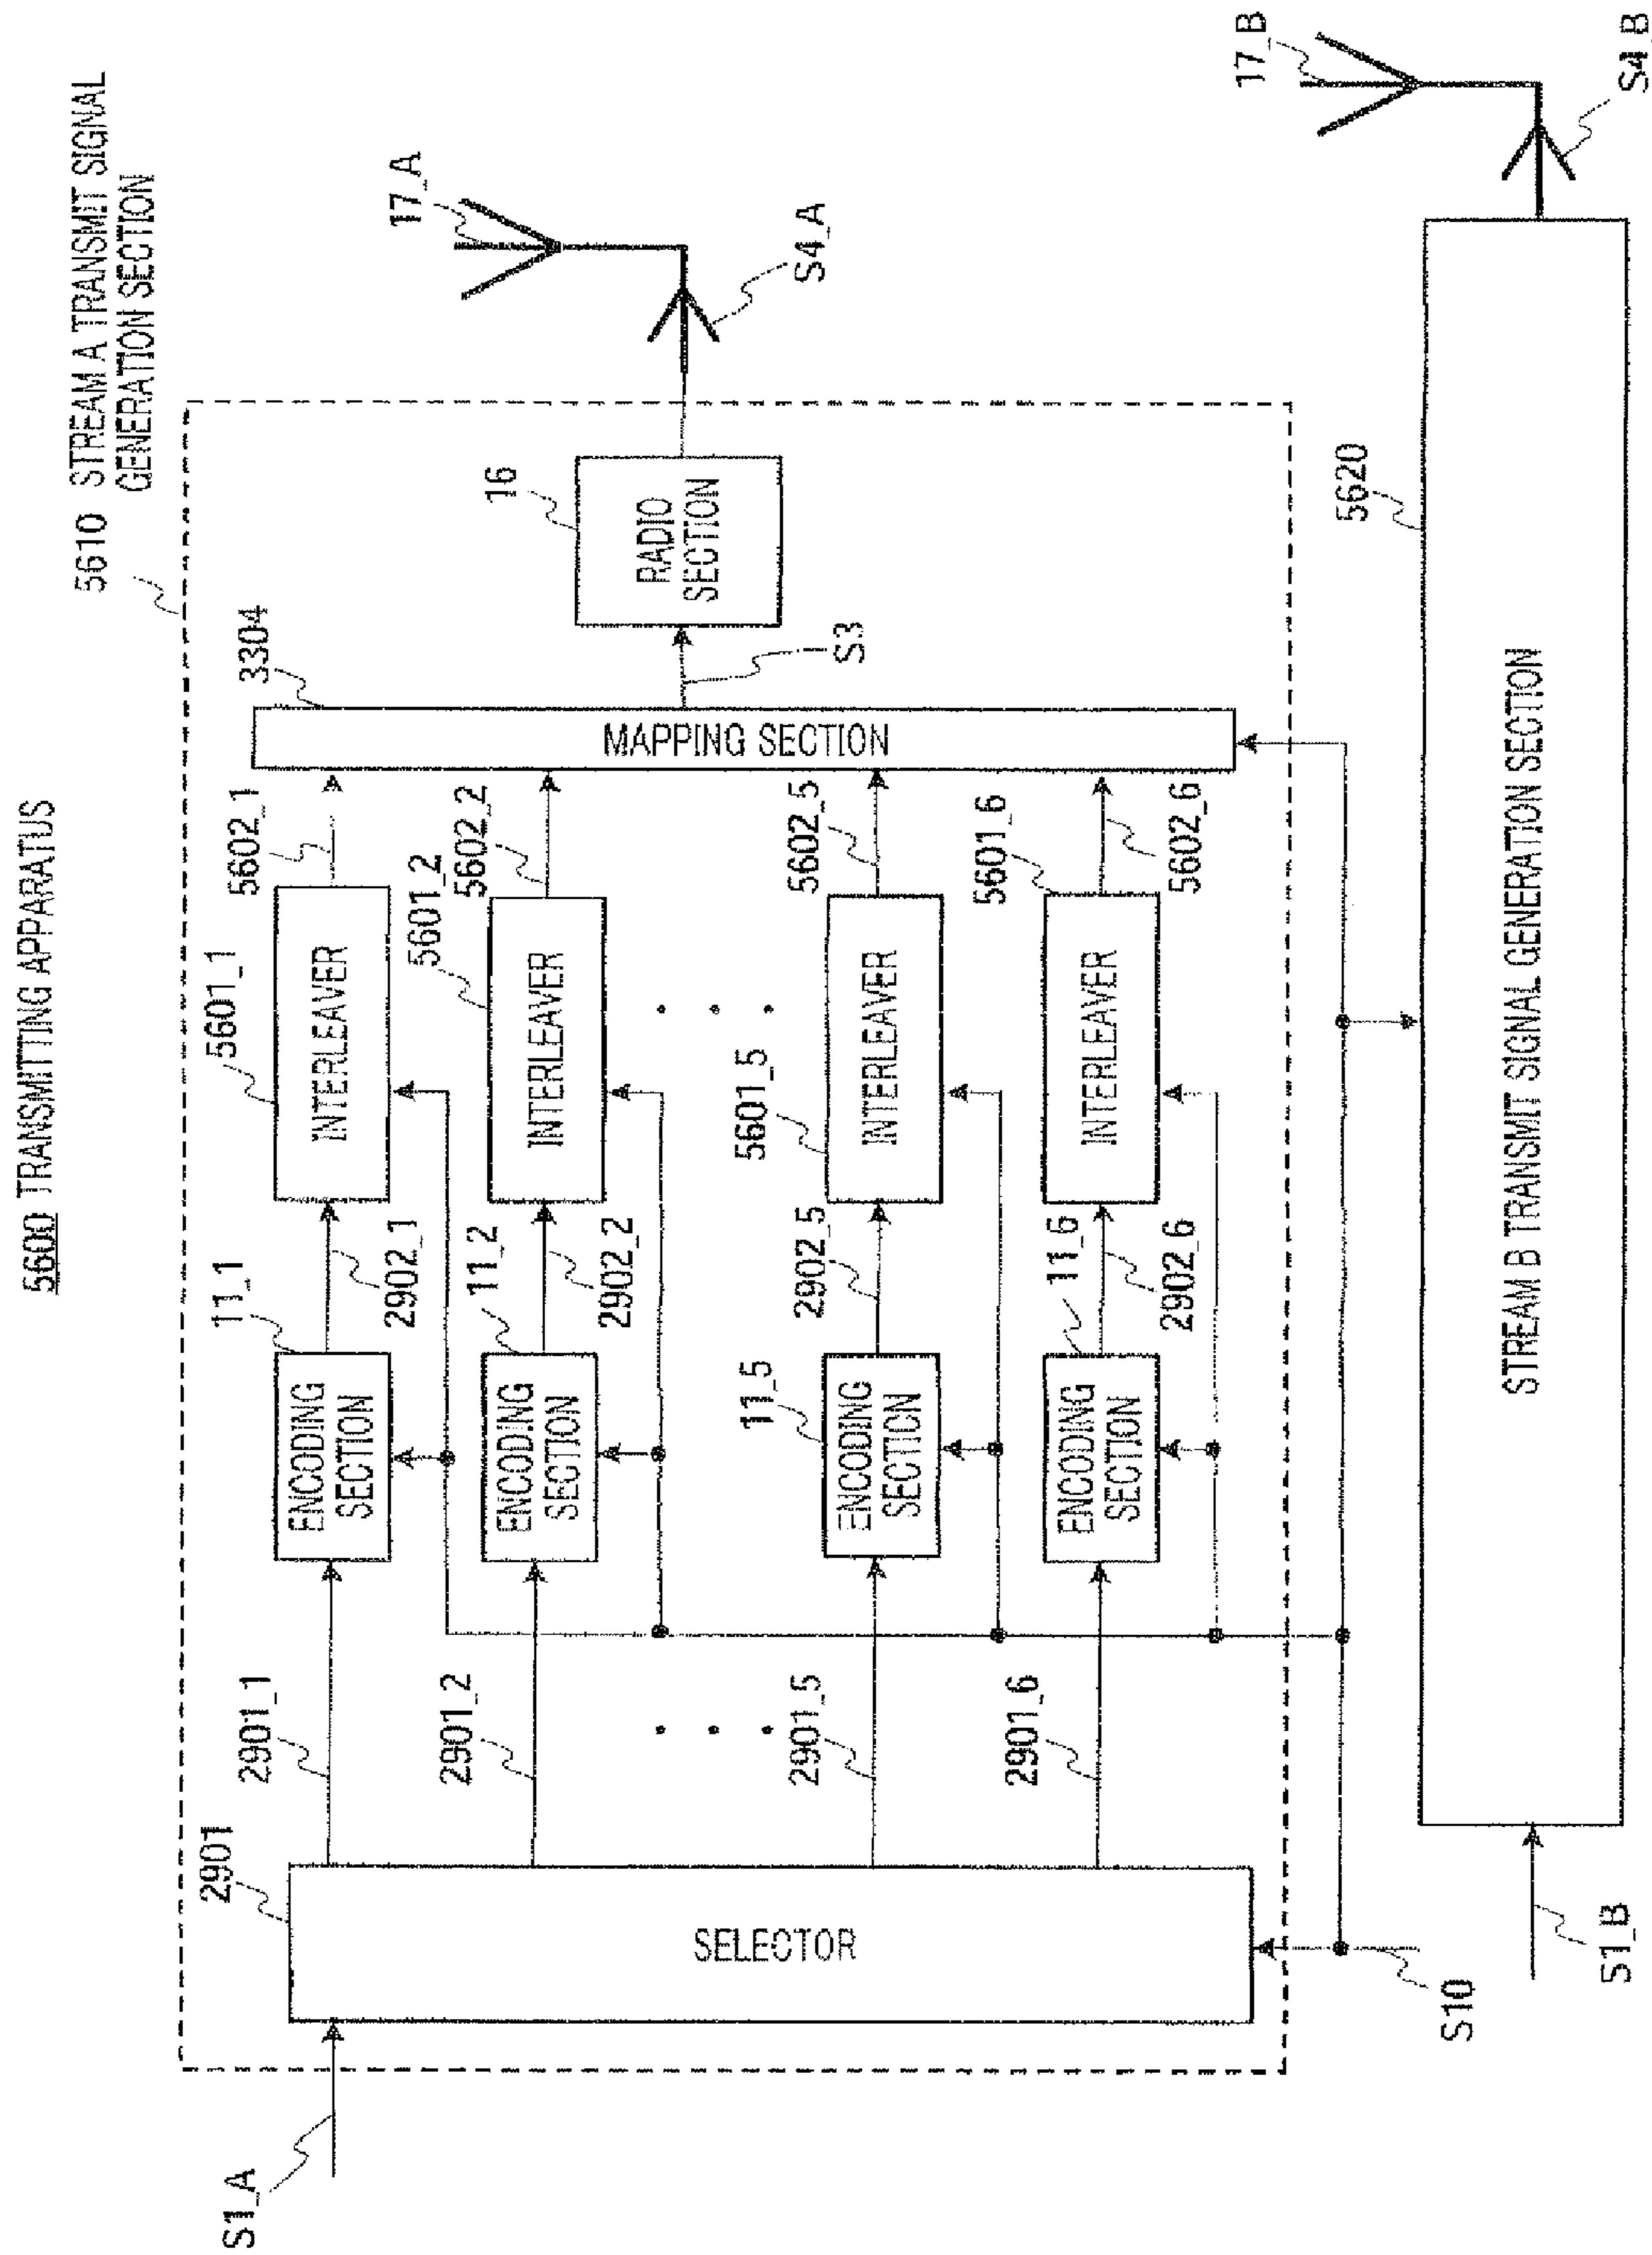 5600 TRANSMITTING APPARATUS
5610 STREAM A TRANSMIT SIGNAL
GENERATION SECTION
S1_A
2901
SELECTOR
2901_1
11_1
ENCODING
SECTION
2902_1
5601_1
INTERLEAVER
5602_1
3304
MAPPING SECTION
2901_2
11_2
ENCODING
SECTION
2902_2
5601_2
INTERLEAVER
5602_2
S3
16
RADIO
SECTION
17_A
S4_A
2901_5
11_5
ENCODING
SECTION
2902_5
5601_5
INTERLEAVER
5602_5
2901_6
11_6
ENCODING
SECTION
2902_6
5601_6
INTERLEAVER
5602_6
S10
S1_B
5620
STREAM B TRANSMIT SIGNAL GENERATION SECTION
17_B
S4_B